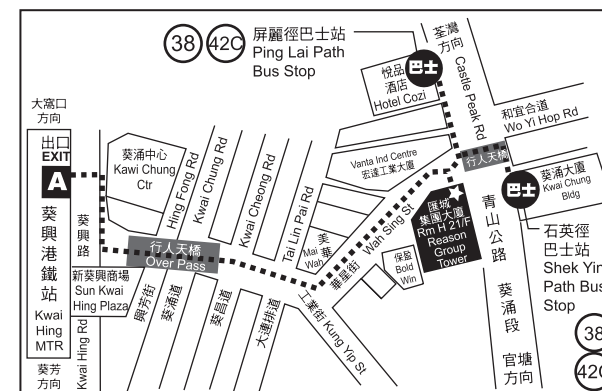 38
42C
屏麗徑巴士站
Ping Lai Path
Bus Stop
荃灣
方向
Castle Peak Rd
巴士
悅品
酒店
Hotel Cozi
和宜合道
Wo Yi Hop Rd
大窩口
方向
出口
EXIT
A
葵興港鐵站
Kwai
Hing
MTR
葵芳
方向
葵興路
Kwai Hing Rd
葵涌中心
Kawi Chung
Ctr
Hing Fong Rd
Kwai Chung Rd
Kwai Cheong Rd
Tai Lin Pai Rd
行人天橋
Over Pass
新葵興商場
Sun Kwai
Hing Plaza
興芳街
葵涌道
葵昌道
大連排道
美華
Mai
Wah
Vanta Ind Centre
宏達工業大廈
Wah Sing St
華星街
工業街 Kung Yip St
保盈
Bold
Win
匯城
集團大廈
Rm H 21/F
Reason
Group
Tower
行人天橋
巴士
葵涌大廈
Kwai Chung
Bldg
青山公路
葵涌段
官塘
方向
石英徑
巴士站
Shek Yin
Path Bus
Stop
38
42C